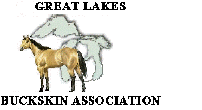 GREAT LAKES
BUCKSKIN ASSOCIATION